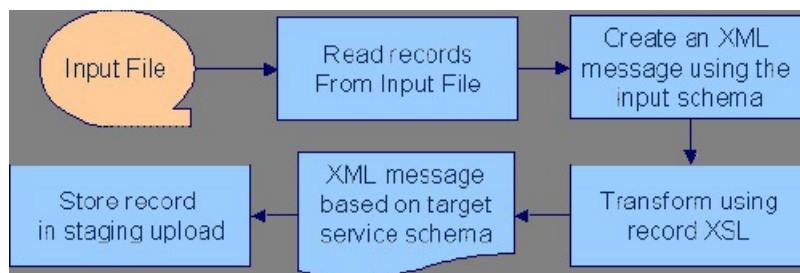 Input File
Read records
From Input File
Create an XML
message using the
input schema
Transform using
record XSL
XML message
based on target
service schema
Store record
in staging upload